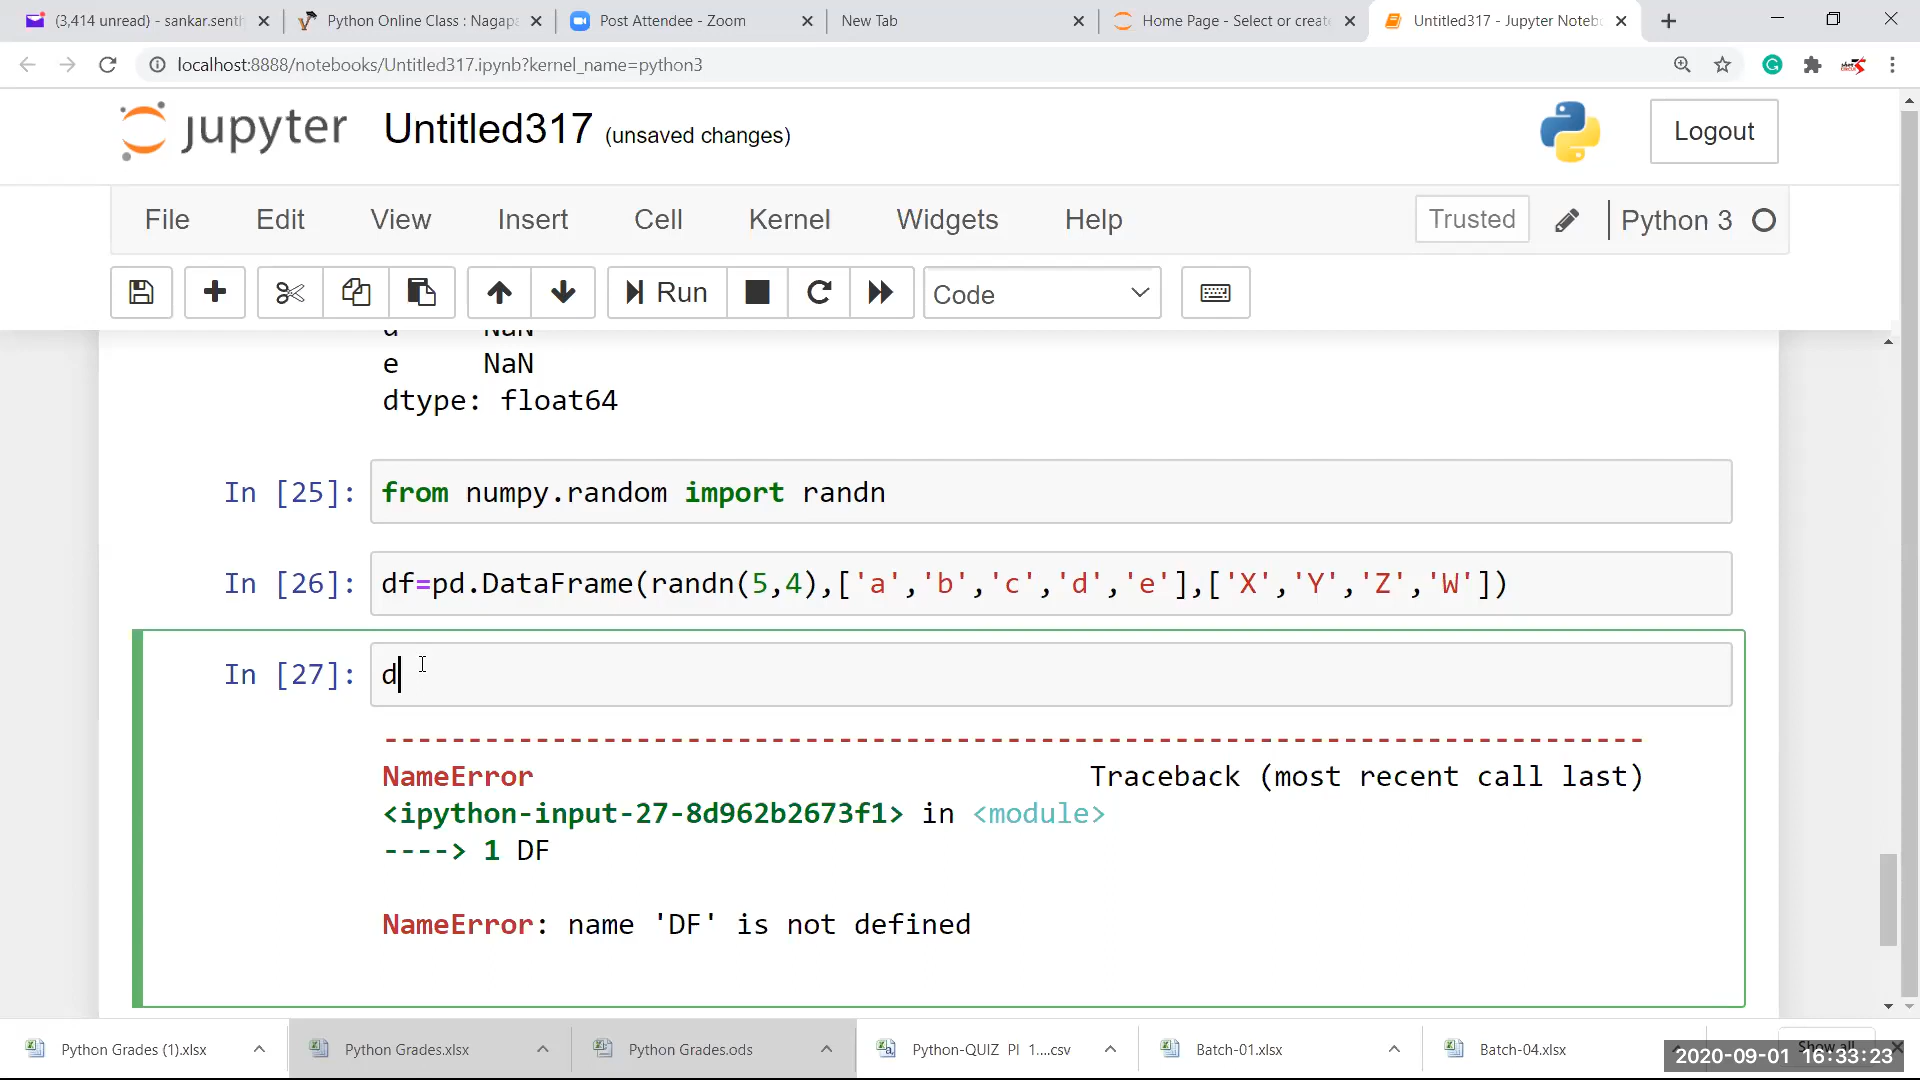 (3,414 unread) - sankar.senth
Python Online Class : Nagapa
Post Attendee - Zoom
New Tab
Home Page - Select or create
Untitled317 - Jupyter Notebo
localhost:8888/notebooks/Untitled317.ipynb?kernel_name=python3
jupyter Untitled317 (unsaved changes)
Logout
File Edit View Insert Cell Kernel Widgets Help
Trusted Python 3
Run Code
d NaN
e NaN
dtype: float64
In [25]: from numpy.random import randn
In [26]: df=pd.DataFrame(randn(5,4),['a','b','c','d','e'],['X','Y','Z','W'])
In [27]: d
---------------------------------------------------------------------------
NameError Traceback (most recent call last)
<ipython-input-27-8d962b2673f1> in <module>
----> 1 DF
NameError: name 'DF' is not defined
Python Grades (1).xlsx
Python Grades.xlsx
Python Grades.ods
Python-QUIZ PI 1....csv
Batch-01.xlsx
Batch-04.xlsx
Show all
2020-09-01 16:33:23